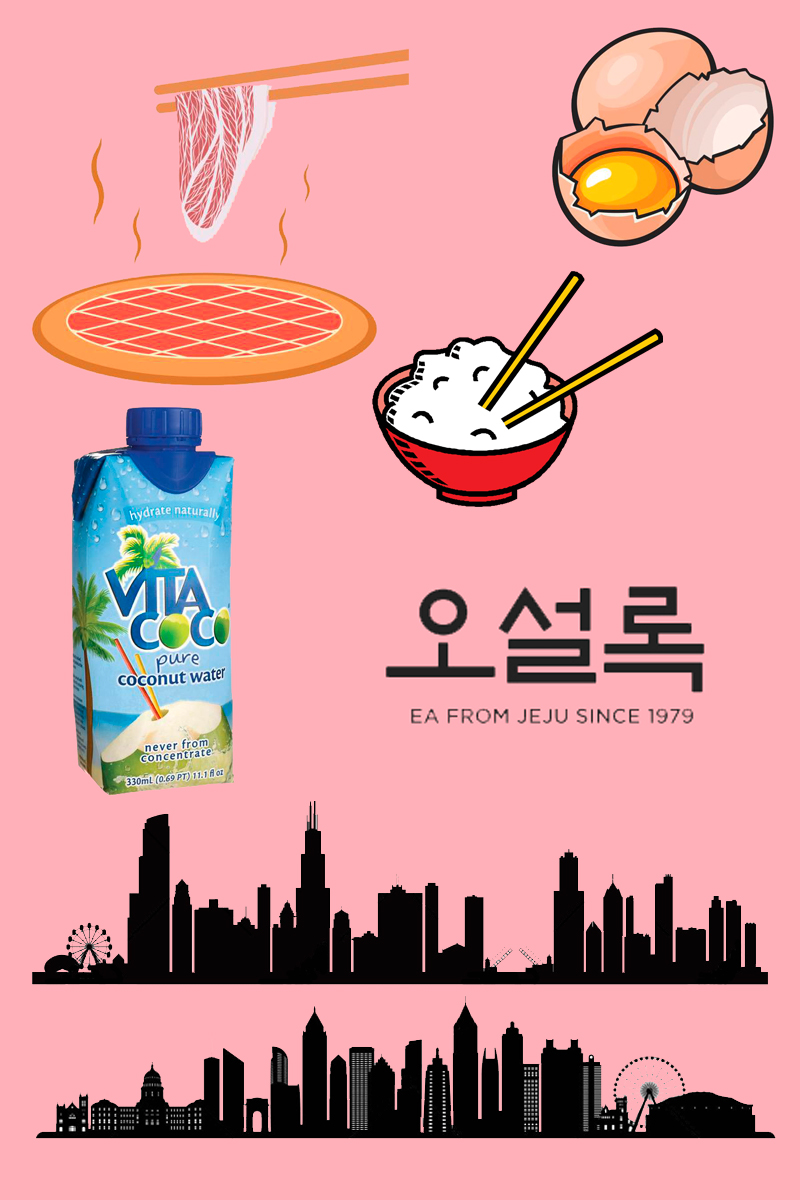 hydrate naturally
VITA
COCO
pure
coconut water
never from
concentrate
330mL (0.69 PT) 11.1 fl oz
오설록
EA FROM JEJU SINCE 1979